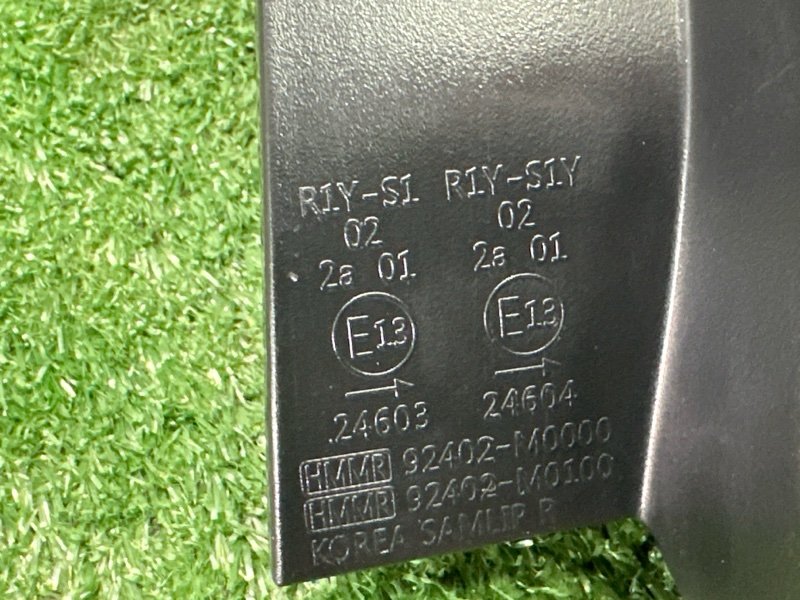 R1Y-S1 R1Y-S1Y
02 02
2a 01 2a 01
E13 E13
.24603 24604
HMMR 92402-M0000
HMMR 92402-M0100
KOREA SAMLIP R